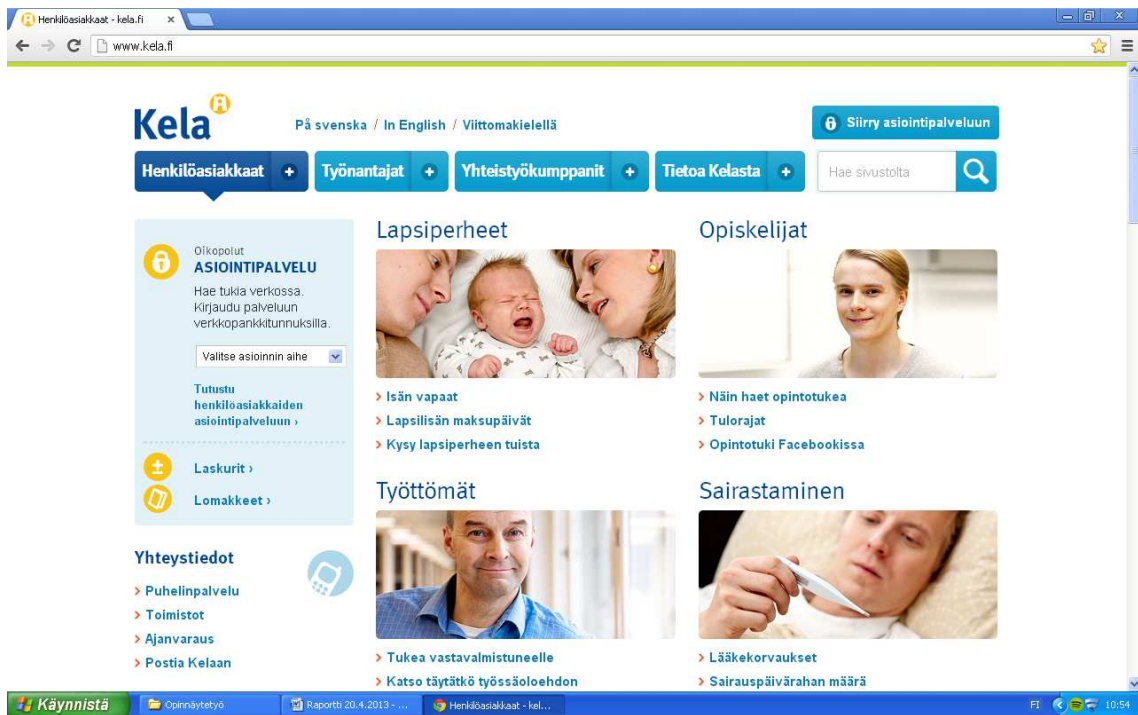 Henkilöasiakkaat - kela.fi
www.kela.fi
Kela
På svenska / In English / Viittomakielellä
Siirry asiointipalveluun
Henkilöasiakkaat
Työnantajat
Yhteistyökumppanit
Tietoa Kelasta
Hae sivustolta
Oikopolut
ASIOINTIPALVELU
Hae tukia verkossa.
Kirjaudu palveluun
verkkopankkitunnuksilla.
Valitse asioinnin aihe
Tutustu
henkilöasiakkaiden
asiointipalveluun ›
Laskurit ›
Lomakkeet ›
Yhteystiedot
› Puhelinpalvelu
› Toimistot
› Ajanvaraus
› Postia Kelaan
Lapsiperheet
› Isän vapaat
› Lapsilisän maksupäivät
› Kysy lapsiperheen tuista
Opiskelijat
› Näin haet opintotukea
› Tulorajat
› Opintotuki Facebookissa
Työttömät
› Tukea vastavalmistuneelle
› Katso täytätkö työssäoloehdon
Sairastaminen
› Lääkekorvaukset
› Sairauspäivärahan määrä
Käynnistä
Opinnäytetyö
Raportti 20.4.2013 - ...
Henkilöasiakkaat - kel...
FI
10:54